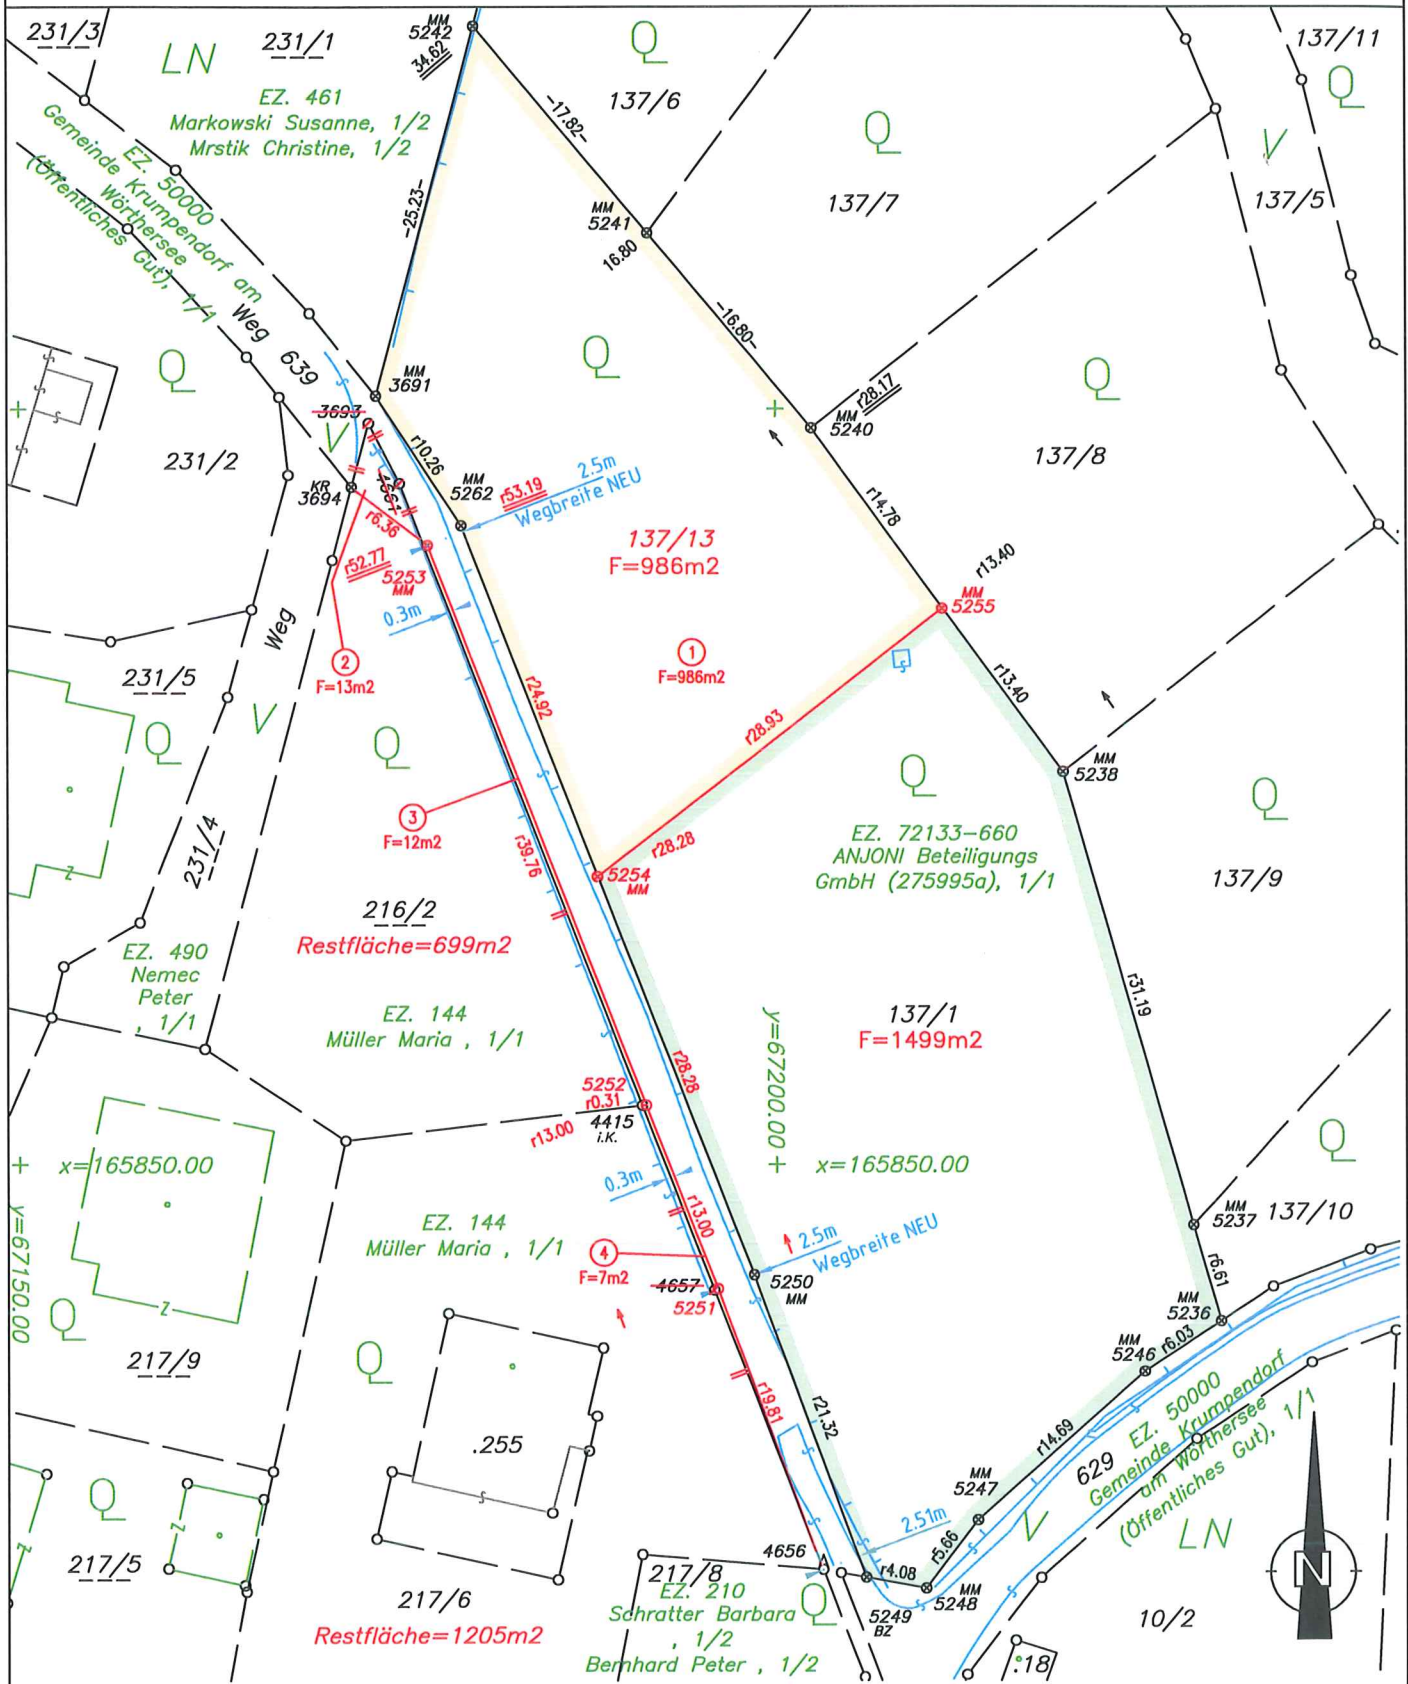 231/3
231/1
LN
EZ. 461
Markowski Susanne, 1/2
Mrstik Christine, 1/2
MM
5242
34.62
Q
137/6
-17.82-
137/11
Q
Q
V
137/5
137/7
EZ. 50000
Gemeinde Krumpendorf am
Wörthersee
(Öffentliches Gut), 1/1
-25.23-
MM
5241
16.80
-16.80-
Weg 639
Q
Q
Q
MM
3691
3693
V
r28.17
MM
5240
231/2
KR
3694
4661
r10.26
MM
5262
r53.19
2.5m
Wegbreite NEU
137/8
r14.78
r6.36
r52.77
5253
MM
137/13
F=986m2
r13.40
MM
5255
0.3m
Weg
2
F=13m2
1
F=986m2
r13.40
231/5
r24.92
Q
V
Q
r28.93
Q
MM
5238
Q
3
F=12m2
EZ. 72133-660
ANJONI Beteiligungs
GmbH (275995a), 1/1
r39.76
r28.28
231/4
5254
MM
137/9
216/2
Restfläche=699m2
EZ. 490
Nemec
Peter
, 1/1
r31.19
EZ. 144
Müller Maria , 1/1
137/1
F=1499m2
y=67200.00
r28.28
5252
r0.31
4415
i.K.
r13.00
Q
x=165850.00
x=165850.00
0.3m
y=67150.00
r13.00
EZ. 144
Müller Maria , 1/1
MM
5237
137/10
4
F=7m2
2.5m
Wegbreite NEU
r6.61
4657
5251
5250
MM
Q
MM
5236
z
217/9
Q
MM
5246
r6.03
r19.81
r21.32
.255
r14.69
EZ. 50000
Gemeinde Krumpendorf
am Wörthersee
(Öffentliches Gut), 1/1
629
MM
5247
Q
2.51m
V
LN
r5.66
4656
217/5
217/8
r4.08
MM
5248
N
EZ. 210
Schratter Barbara
, 1/2
Bernhard Peter , 1/2
Q
5249
BZ
217/6
Restfläche=1205m2
10/2
.18